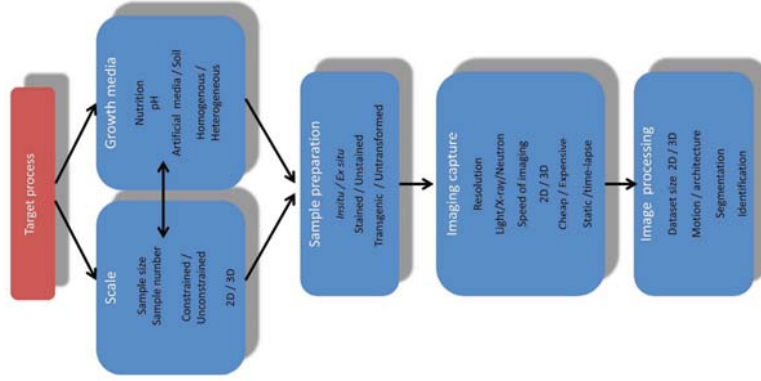 Target process
Scale
Sample size
Sample number
Constrained /
Unconstrained
2D / 3D
Growth media
Nutrition
pH
Artificial media / Soil
Homogenous /
Heterogeneous
Sample preparation
Insitu / Ex situ
Stained / Unstained
Transgenic / Untransformed
Imaging capture
Resolution
Light/X-ray/Neutron
Speed of imaging
2D / 3D
Cheap / Expensive
Static /time-lapse
Image processing
Dataset size 2D / 3D
Motion / architecture
Segmentation
Identification